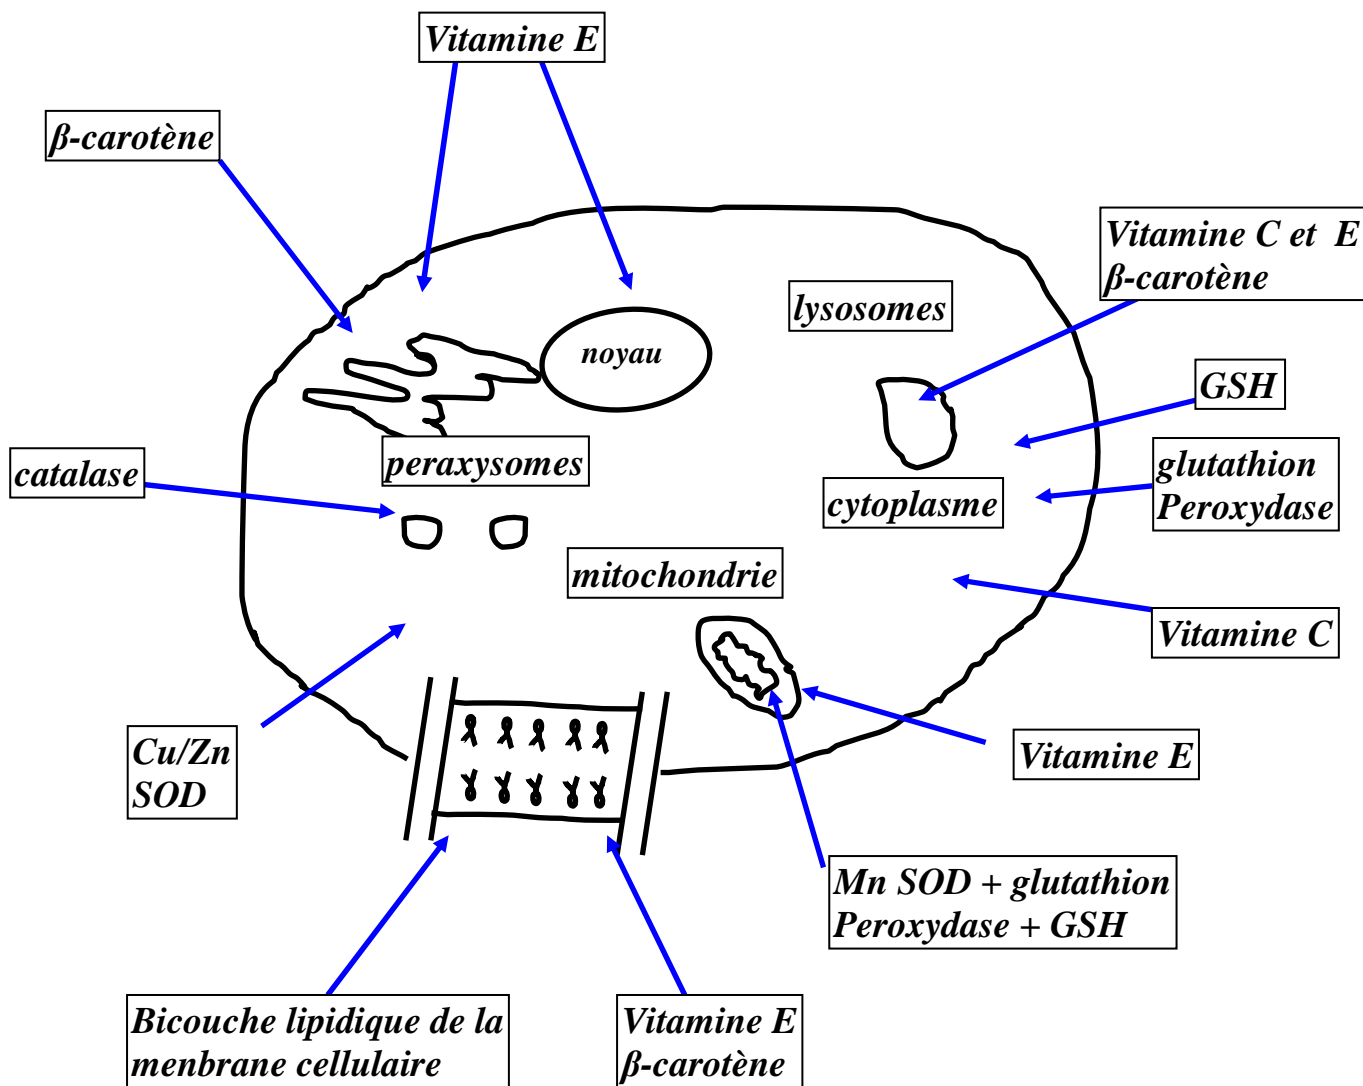 Vitamine E
β-carotène
Vitamine C et E
β-carotène
lysosomes
noyau
GSH
peraxysomes
catalase
glutathion
Peroxydase
cytoplasme
mitochondrie
Vitamine C
Cu/Zn
SOD
Vitamine E
Mn SOD + glutathion
Peroxydase + GSH
Bicouche lipidique de la
menbrane cellulaire
Vitamine E
β-carotène